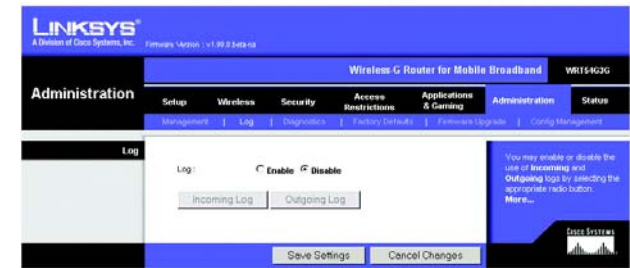 LINKSYS®
A Division of Cisco Systems, Inc.
Firmware Version : v1.99.8.beta-na
Wireless-G Router for Mobile Broadband WRT54G3G
Administration
Setup Wireless Security Access Restrictions Applications & Gaming Administration Status
Management | Log | Diagnostics | Factory Defaults | Firmware Upgrade | Config Management
Log
Log : Enable Disable
Incoming Log Outgoing Log
You may enable or disable the
use of Incoming and
Outgoing logs by selecting the
appropriate radio button.
More...
CISCO SYSTEMS
Save Settings Cancel Changes